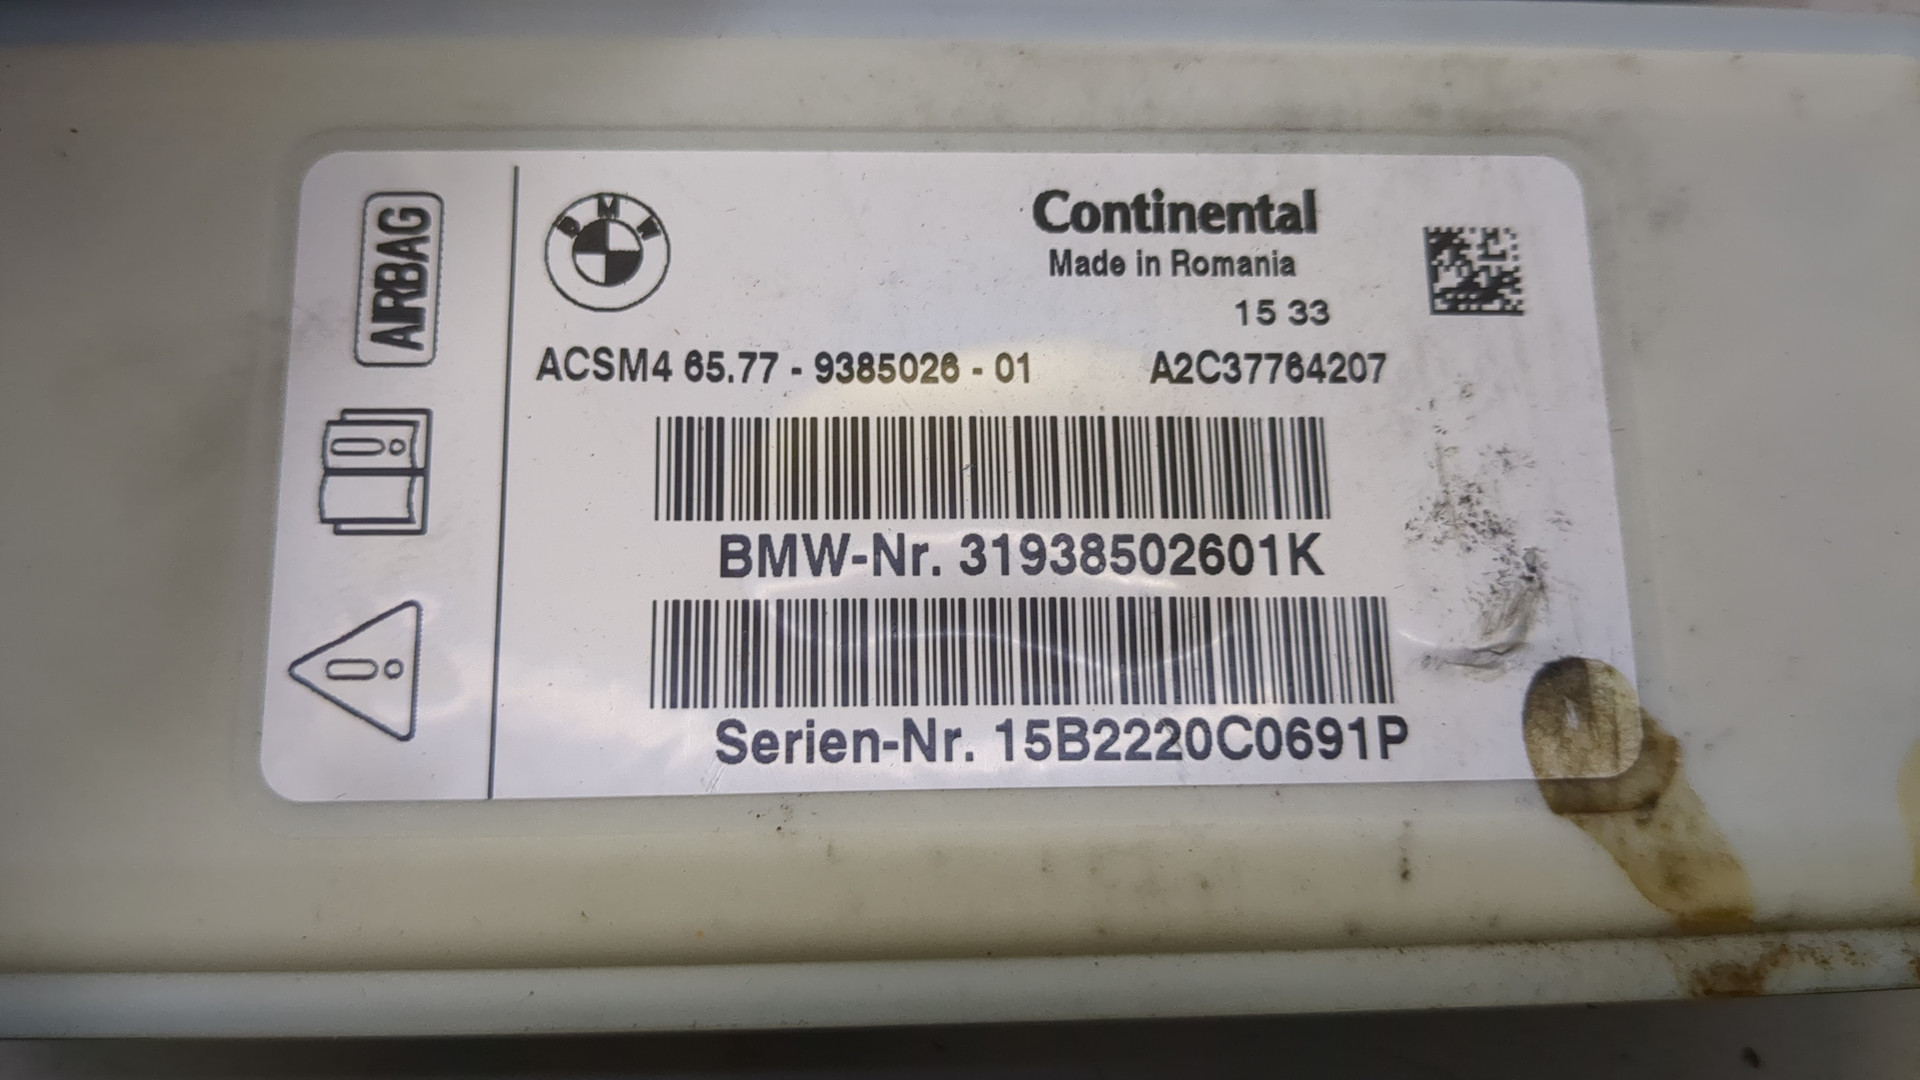 AIRBAG
BMW
Continental
Made in Romania
15 33
ACSM4 65.77 - 9385026 - 01 A2C37764207
BMW-Nr. 31938502601K
Serien-Nr. 15B2220C0691P